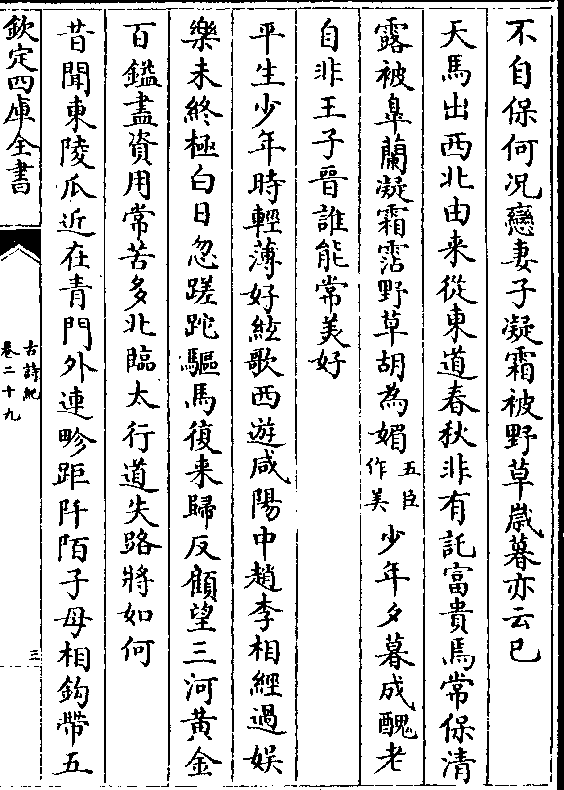 不自保何況戀妻子凝霜被野草嵗暮亦云已
天馬出西北由来從東道春秋非有託富貴焉常保清
露被臯蘭凝霜霑野草胡為媚五臣作美少年夕暮成醜老
自非王子晉誰能常美好
平生少年時輕薄好絃歌西遊咸陽中趙李相經過娱
樂未終極白日忽蹉跎驅馬復来歸反顧望三河黄金
百鎰盡資用常苦多北臨太行道失路將如何
昔聞東陵瓜近在青門外連畛距阡陌子母相鈎帶五
欽定四庫全書
古詩紀
卷二十九
三